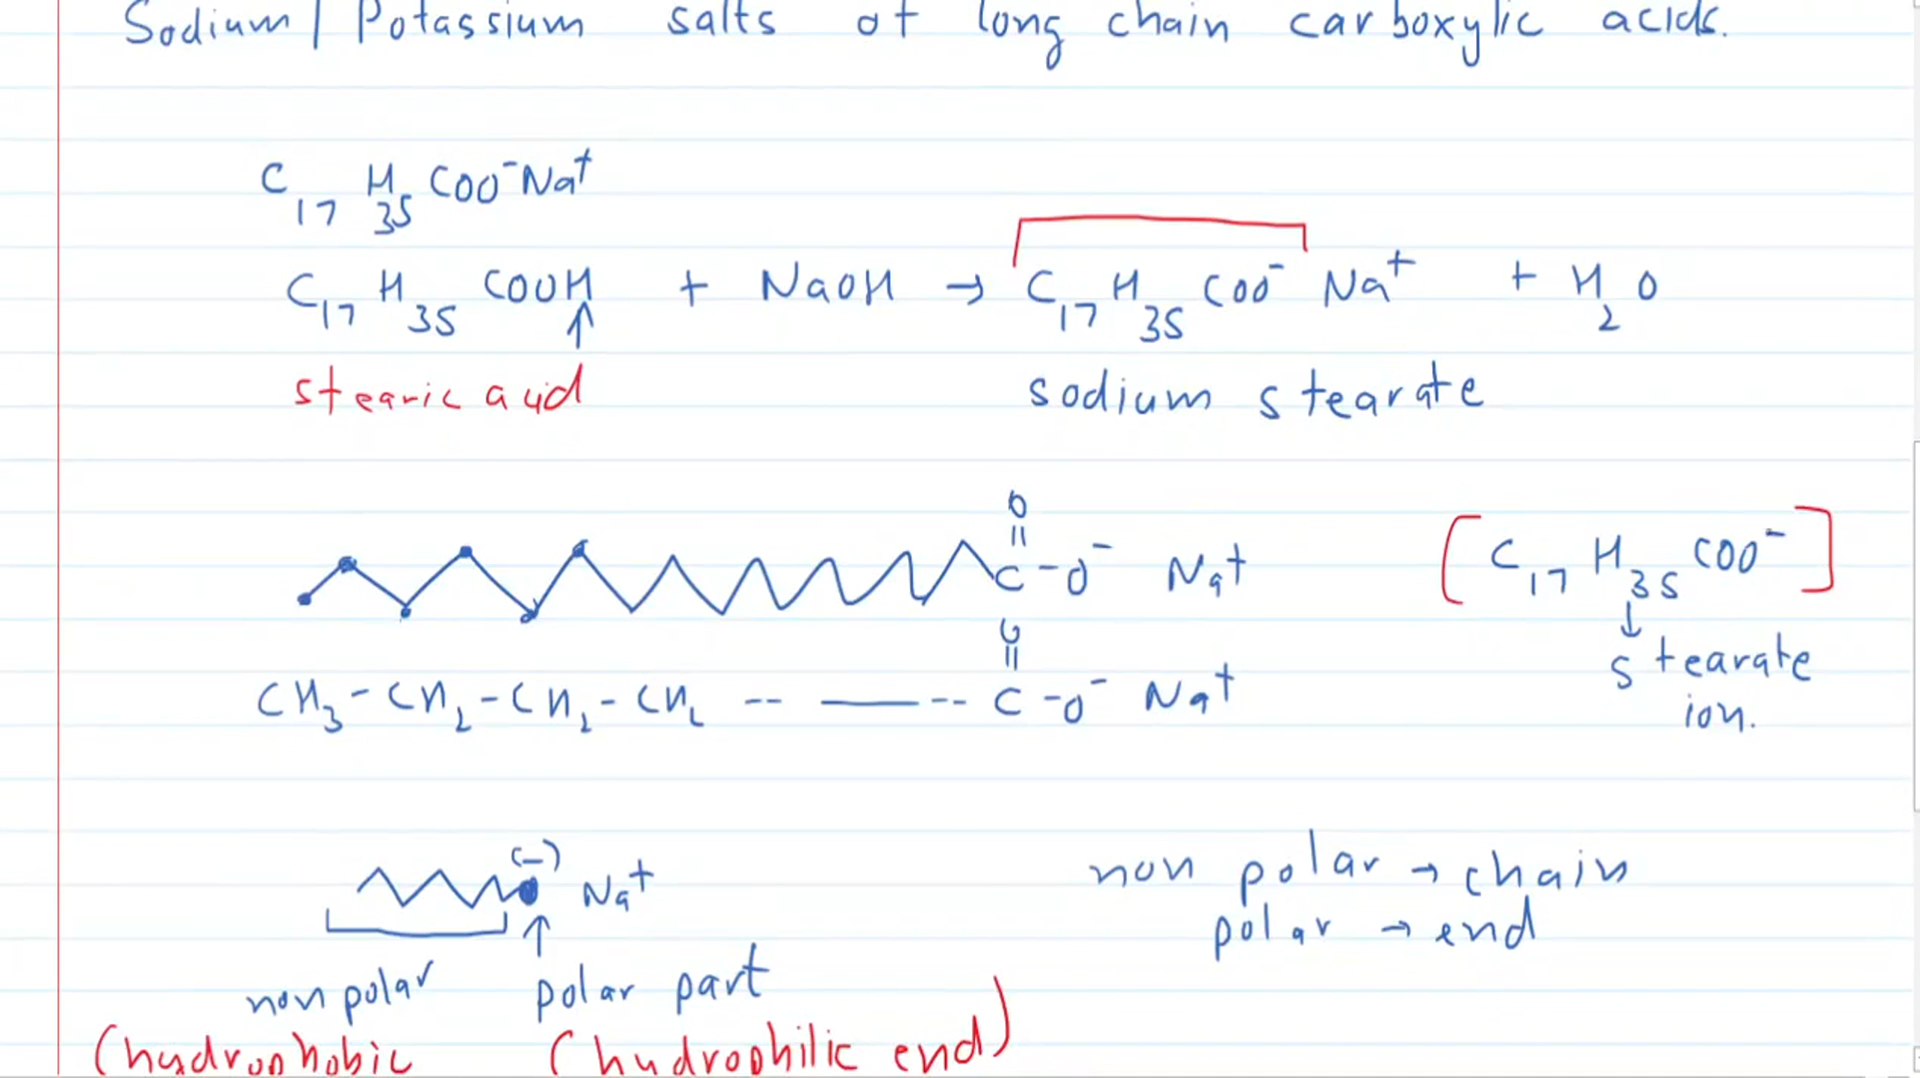 Sodium/Potassium salts of long chain carboxylic acids.
C17H35COO⁻Na⁺
C17H35COOH + NaOH → C17H35COO⁻Na⁺ + H2O
↑
stearic acid sodium stearate
O
||
C-O⁻ Na⁺ [C17H35COO⁻]
↓
O
||
CH3-CH2-CH2-CH2-- —— --C-O⁻ Na⁺ stearate
ion.
(-)
Na⁺ non polar → chain
↑ polar → end
non polar polar part
(hydrophobic (hydrophilic end)